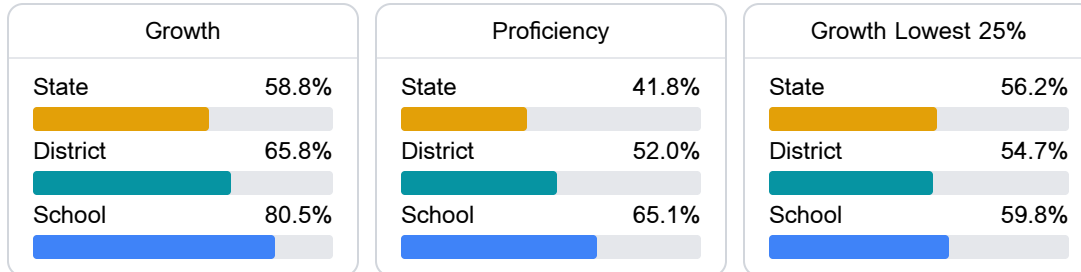 Growth
State 58.8%
District 65.8%
School 80.5%
Proficiency
State 41.8%
District 52.0%
School 65.1%
Growth Lowest 25%
State 56.2%
District 54.7%
School 59.8%